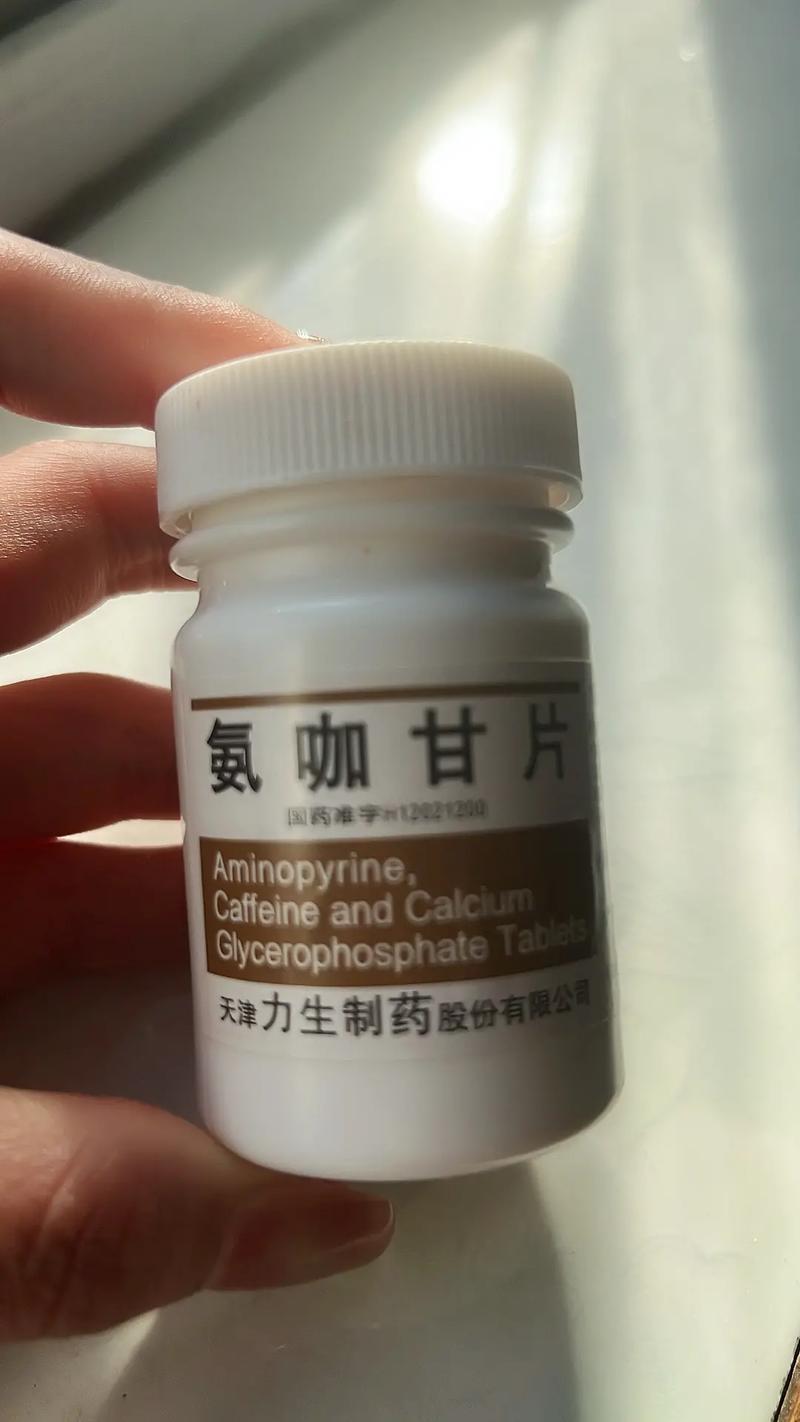 氨咖甘片
国药准字H12021200
Aminopyrine,
Caffeine and Calcium
Glycerophosphate Tablets
天津力生制药股份有限公司